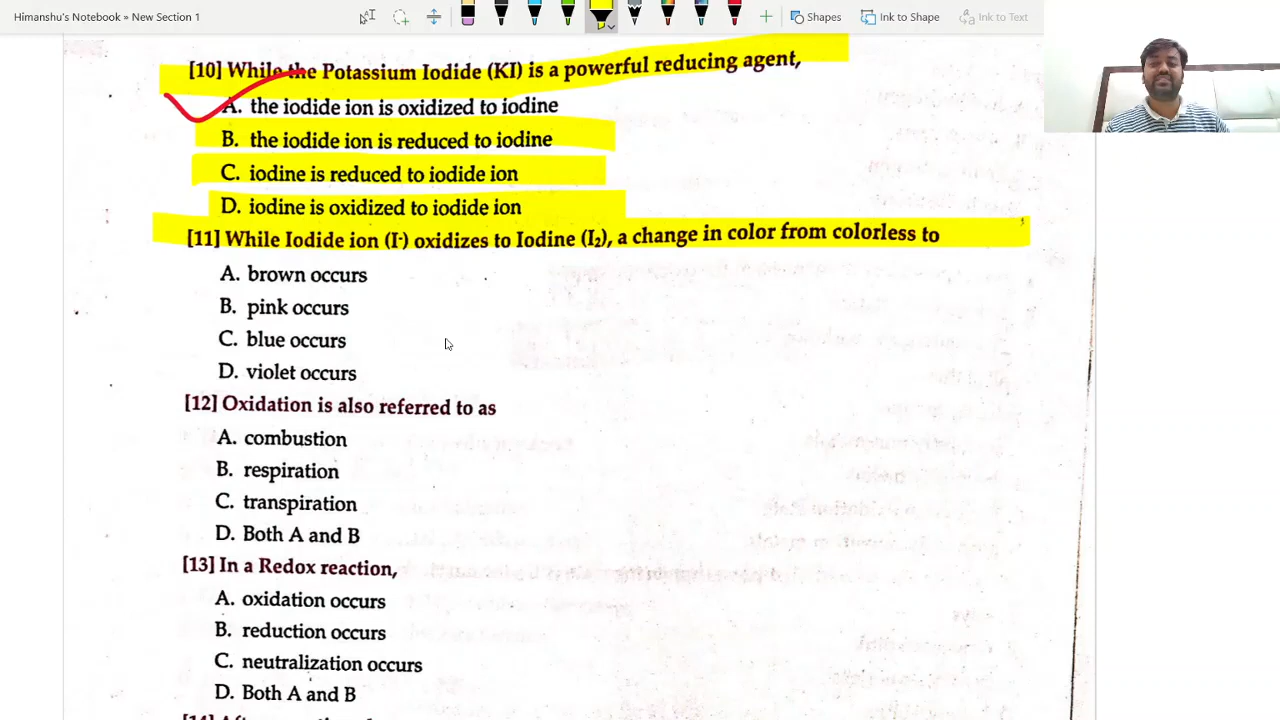 Himanshu's Notebook » New Section 1
Shapes
Ink to Shape
Ink to Text
[10] While the Potassium Iodide (KI) is a powerful reducing agent,
A. the iodide ion is oxidized to iodine
B. the iodide ion is reduced to iodine
C. iodine is reduced to iodide ion
D. iodine is oxidized to iodide ion
[11] While Iodide ion (I-) oxidizes to Iodine (I₂), a change in color from colorless to
A. brown occurs
B. pink occurs
C. blue occurs
D. violet occurs
[12] Oxidation is also referred to as
A. combustion
B. respiration
C. transpiration
D. Both A and B
[13] In a Redox reaction,
A. oxidation occurs
B. reduction occurs
C. neutralization occurs
D. Both A and B